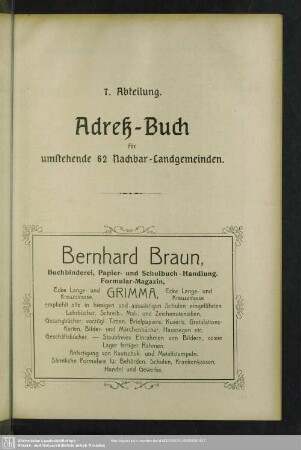 7. Abteilung.
Adreß-Buch
für
umstehende 62 Nachbar-Landgemeinden.
Bernhard Braun,
Buchbinderei, Papier- und Schulbuch-Handlung.
Formular-Magazin,
Ecke Lange- und Kreuzstrasse, GRIMMA, Ecke Lange- und Kreuzstrasse
empfiehlt alle in hiesigen und auswärtigen Schulen eingeführten
Lehrbücher, Schreib-, Mal- und Zeichenutensilien,
Gesangbücher, vorzügl. Tinten, Briefpapiere, Kuverts, Gratulations-
Karten, Bilder- und Märchenbücher, Haussegen etc.
Geschäftsbücher. — Staubfreies Einrahmen von Bildern, sowie
Lager fertiger Rahmen.
Anfertigung von Kautschuk- und Metallstempeln.
Sämtliche Formulare für Behörden, Schulen, Krankenkassen,
Handel und Gewerbe.